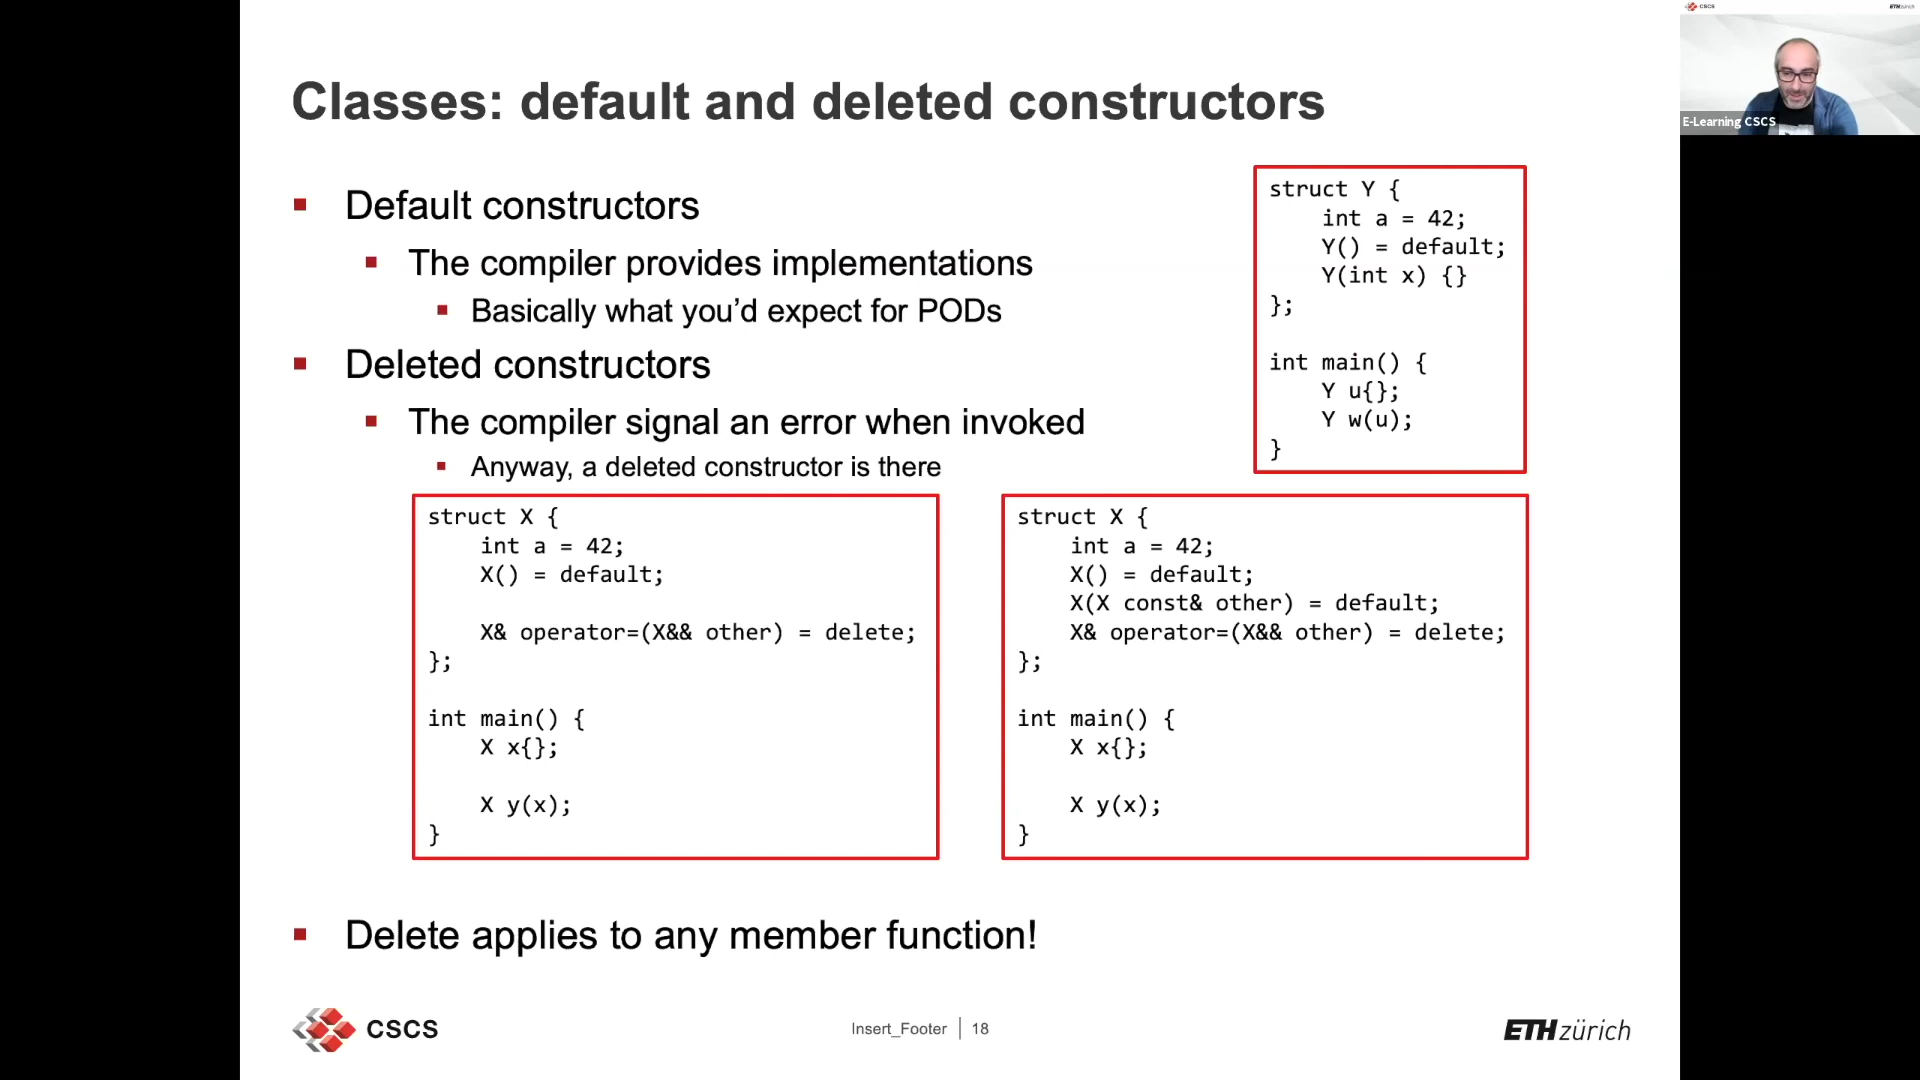 Classes: default and deleted constructors
Default constructors
The compiler provides implementations
Basically what you’d expect for PODs
Deleted constructors
The compiler signal an error when invoked
Anyway, a deleted constructor is there
struct Y {
int a = 42;
Y() = default;
Y(int x) {}
};
int main() {
Y u{};
Y w(u);
}
struct X {
int a = 42;
X() = default;
X& operator=(X&& other) = delete;
};
int main() {
X x{};
X y(x);
}
struct X {
int a = 42;
X() = default;
X(X const& other) = default;
X& operator=(X&& other) = delete;
};
int main() {
X x{};
X y(x);
}
Delete applies to any member function!
CSCS
Insert_Footer | 18
ETH zürich
CSCS
ETH zürich
E-Learning CSCS